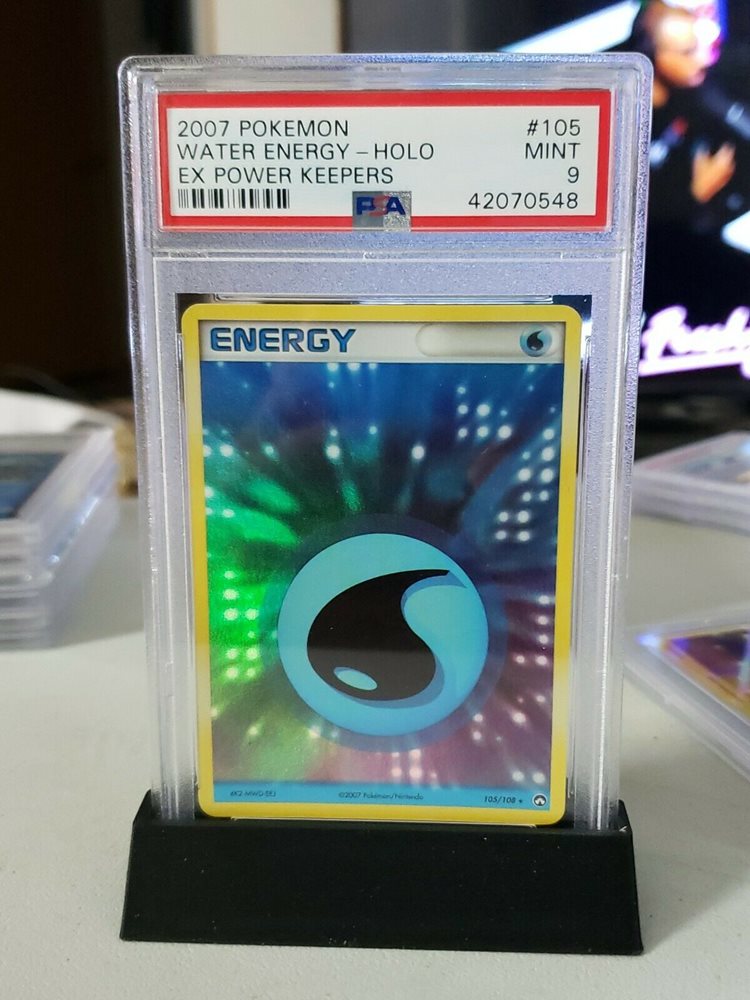 2007 POKEMON #105
WATER ENERGY – HOLO MINT
EX POWER KEEPERS 9
PSA 42070548
ENERGY
©2007 Pokémon/Nintendo 105/108